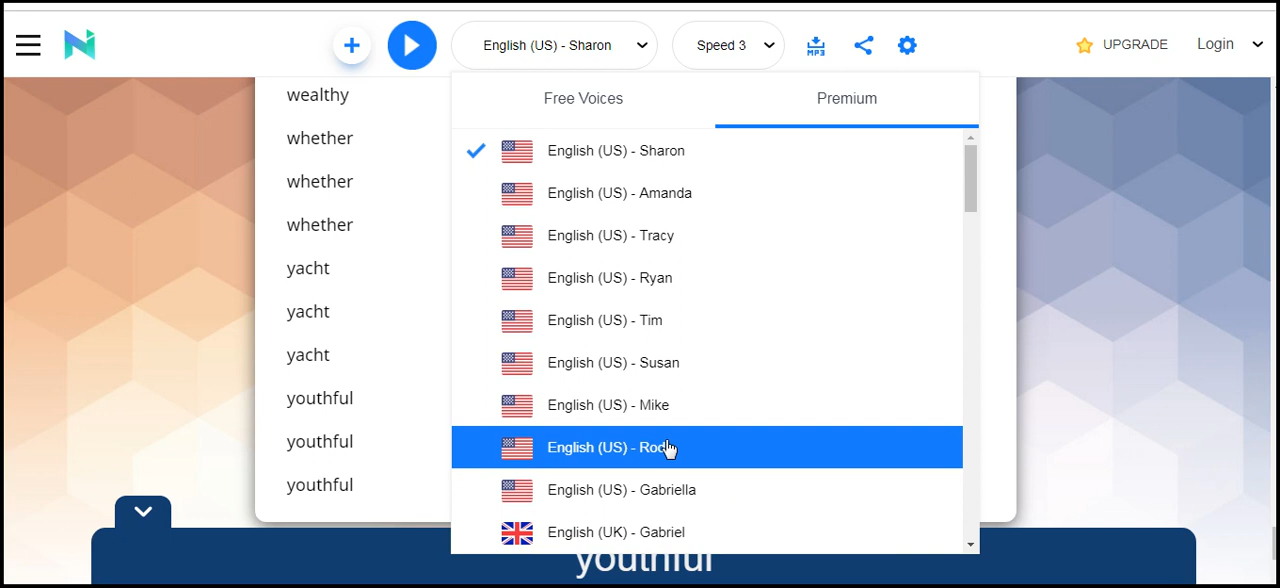 English (US) - Sharon
Speed 3
MP3
UPGRADE
Login
Free Voices
Premium
English (US) - Sharon
English (US) - Amanda
English (US) - Tracy
English (US) - Ryan
English (US) - Tim
English (US) - Susan
English (US) - Mike
English (US) -
English (US) - Gabriella
English (UK) - Gabriel
wealthy
whether
whether
whether
yacht
yacht
yacht
youthful
youthful
youthful
youthful